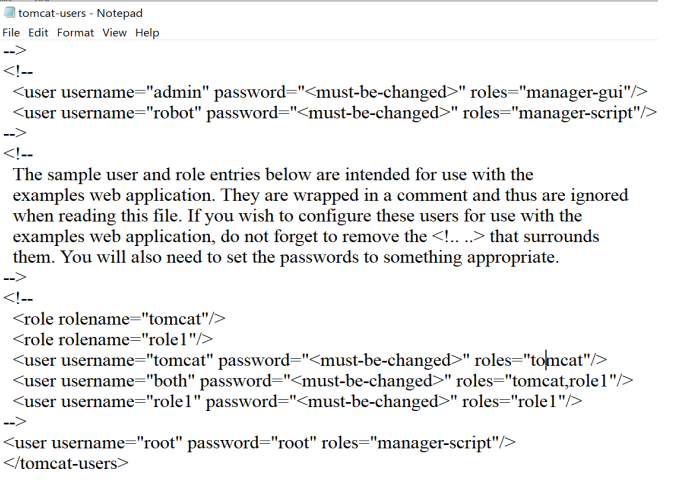 tomcat-users - Notepad
File Edit Format View Help
-->
<!--
<user username="admin" password="<must-be-changed>" roles="manager-gui"/>
<user username="robot" password="<must-be-changed>" roles="manager-script"/>
-->
<!--
The sample user and role entries below are intended for use with the
examples web application. They are wrapped in a comment and thus are ignored
when reading this file. If you wish to configure these users for use with the
examples web application, do not forget to remove the <!.. ..> that surrounds
them. You will also need to set the passwords to something appropriate.
-->
<!--
<role rolename="tomcat"/>
<role rolename="role1"/>
<user username="tomcat" password="<must-be-changed>" roles="tomcat"/>
<user username="both" password="<must-be-changed>" roles="tomcat,role1"/>
<user username="role1" password="<must-be-changed>" roles="role1"/>
-->
<user username="root" password="root" roles="manager-script"/>
</tomcat-users>